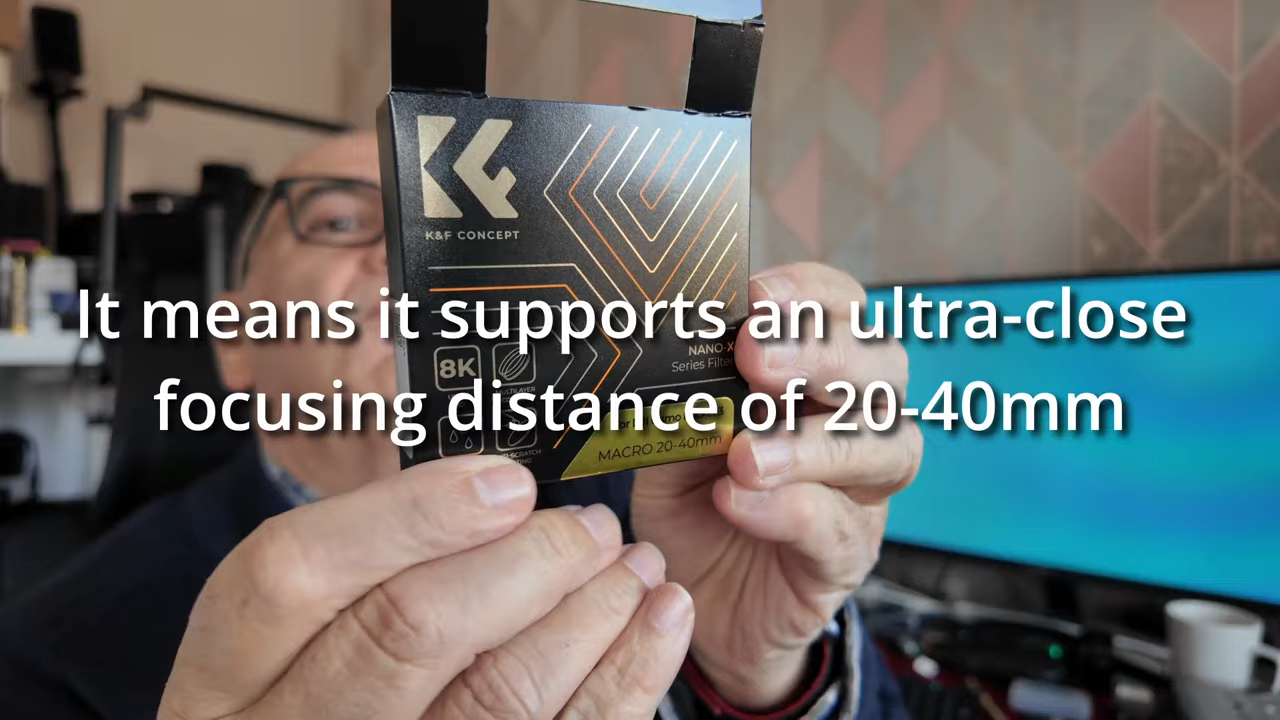 K&F CONCEPT
It means it supports an ultra-close
focusing distance of 20-40mm
NANO-X
Series Filter
8K
MULTILAYER
MACRO 20-40mm